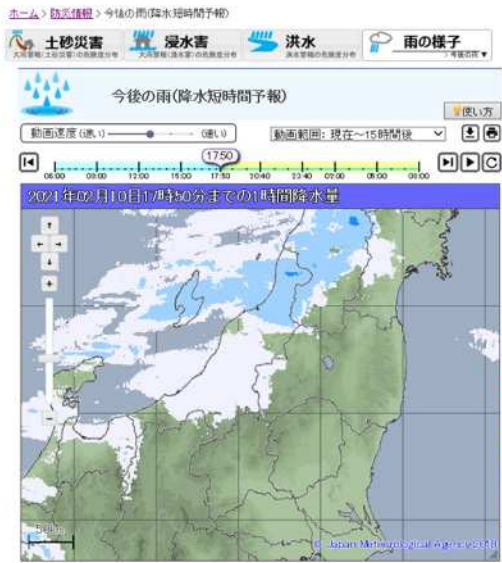 ホーム > 防災情報 > 今後の雨(降水短時間予報)
土砂災害 浸水害 洪水 雨の様子
今後の雨(降水短時間予報)
使い方
動画速度 (遅い) (速い) 動画範囲: 現在~15時間後
17:50
06:00 09:00 12:00 15:00 17:50 20:40 23:40 02:00 05:00 08:00
2021年02月10日17時50分までの1時間降水量
50km
© Japan Meteorological Agency 2018